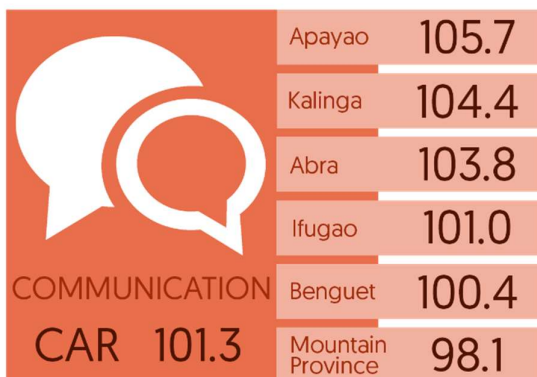 COMMUNICATION
CAR 101.3
Apayao 105.7
Kalinga 104.4
Abra 103.8
Ifugao 101.0
Benguet 100.4
Mountain
Province 98.1